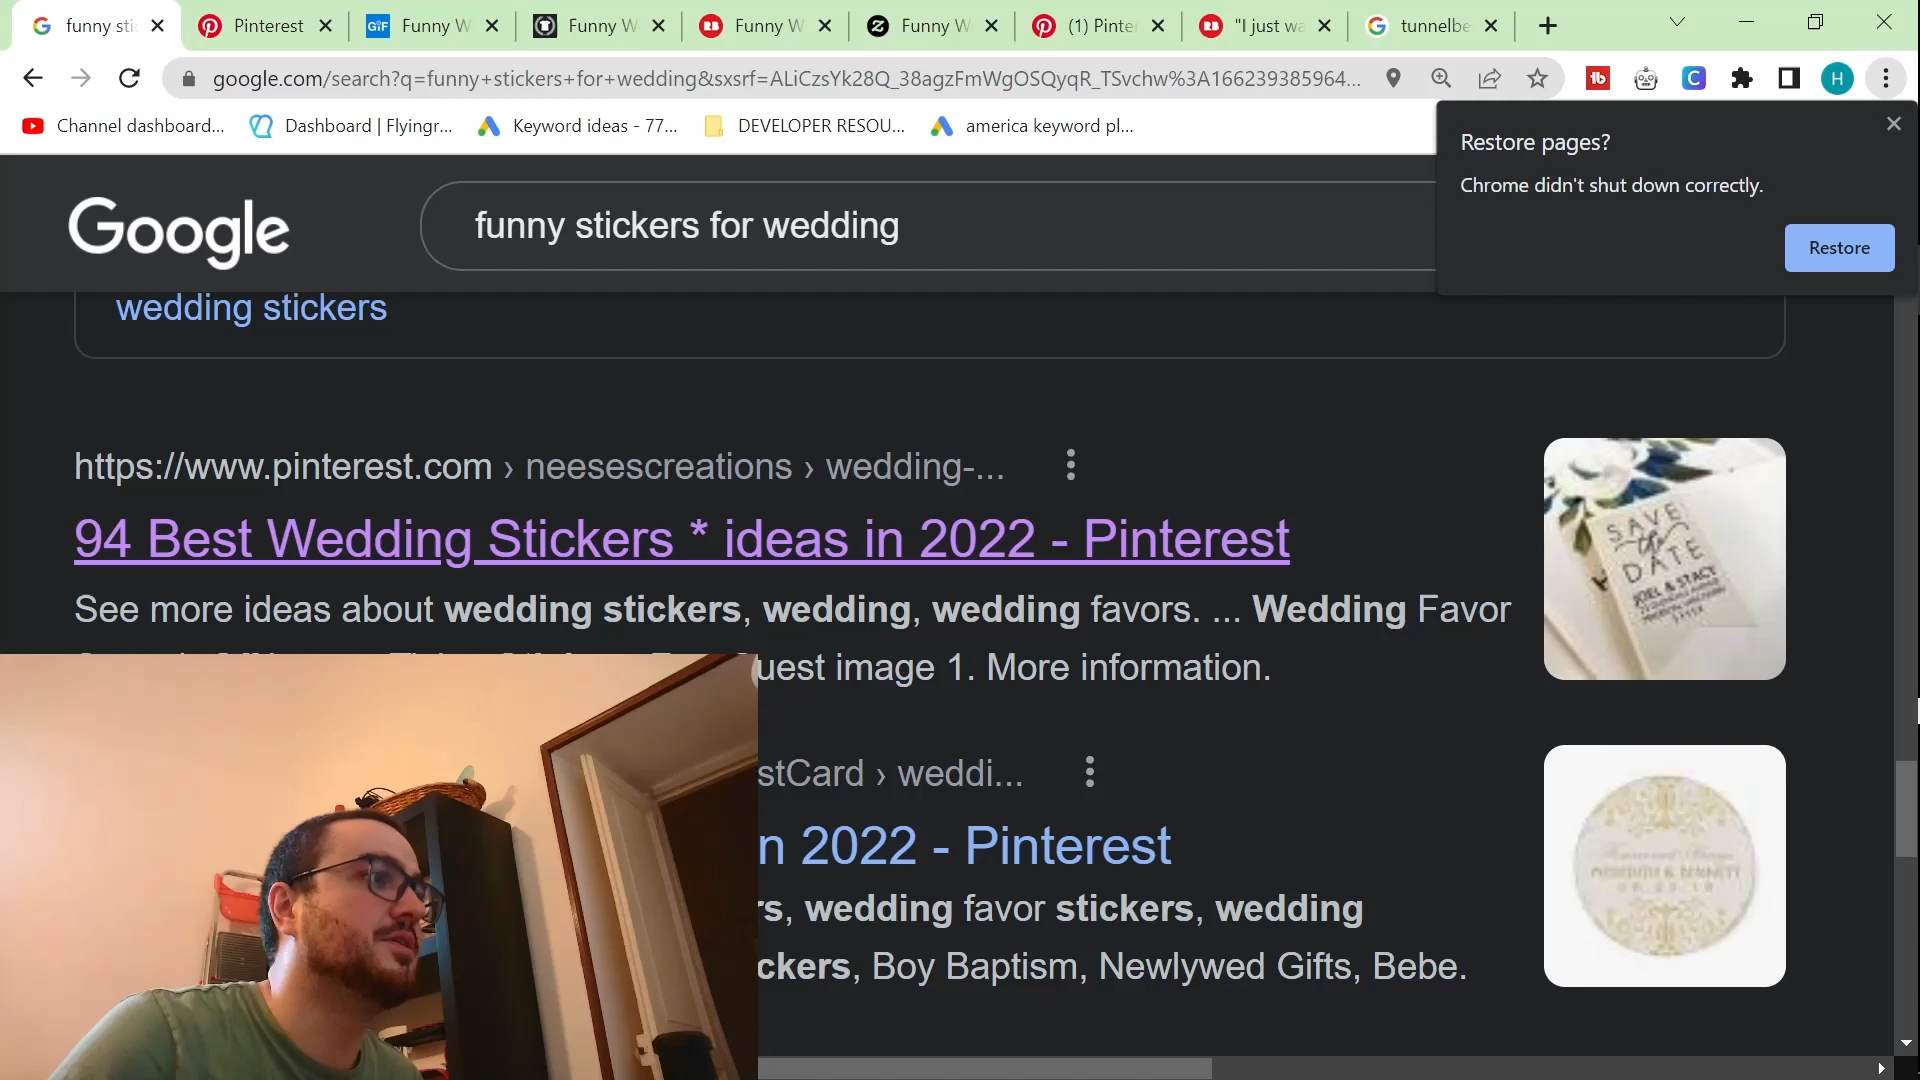 funny sti
Pinterest
GIF
Funny W
Funny W
Funny W
Funny W
(1) Pinte
"I just wa
tunnelbe
google.com/search?q=funny+stickers+for+wedding&sxsrf=ALiCzsYk28Q_38agzFmWgOSQyqR_TSvchw%3A166239385964...
tb
C
H
Channel dashboard...
Dashboard | Flyingr...
Keyword ideas - 77...
DEVELOPER RESOU...
america keyword pl...
Restore pages?
Chrome didn't shut down correctly.
Restore
Google
funny stickers for wedding
wedding stickers
https://www.pinterest.com › neesescreations › wedding-...
94 Best Wedding Stickers * ideas in 2022 - Pinterest
See more ideas about wedding stickers, wedding, wedding favors. ... Wedding Favor
uest image 1. More information.
SAVE
the
DATE
JOEL & STACY
stCard › weddi...
n 2022 - Pinterest
rs, wedding favor stickers, wedding
ckers, Boy Baptism, Newlywed Gifts, Bebe.